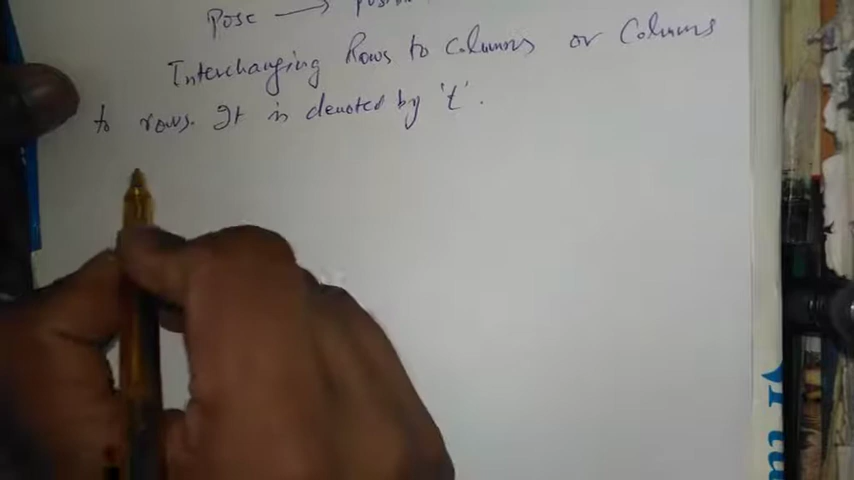 Pose →
Interchanging Rows to Columns or Columns
to rows. It is denoted by 't'.